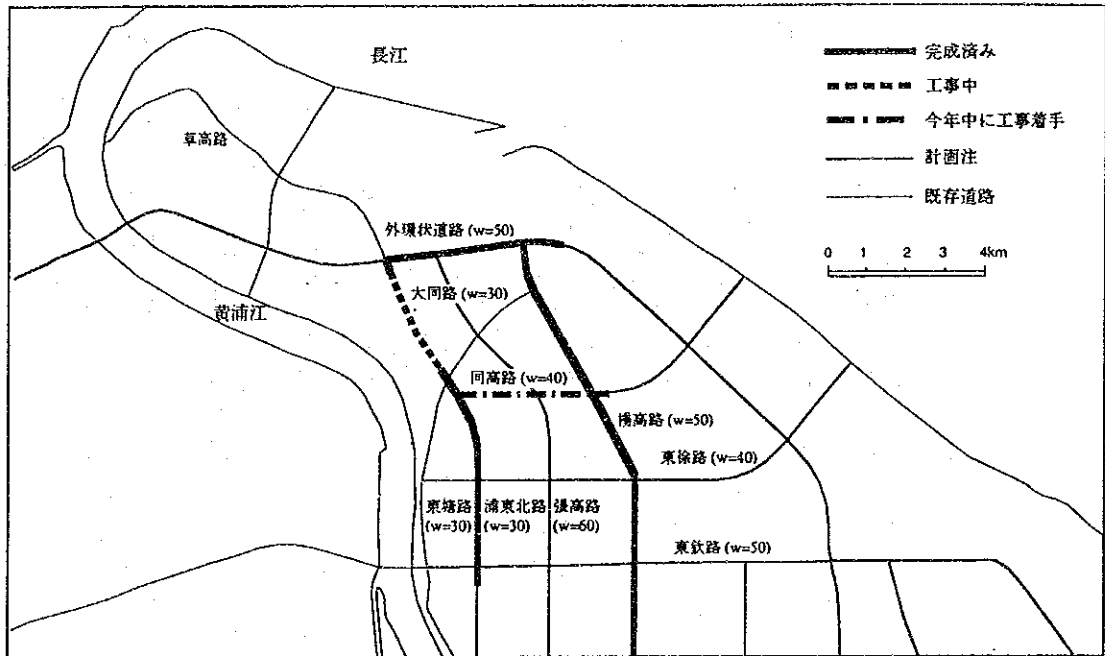 長江
完成済み
工事中
今年中に工事着手
計画注
既存道路
0 1 2 4km
草高路
外環状道路 (w=50)
大同路 (w=30)
黄浦江
同高路 (w=40)
楊高路 (w=50)
東徐路 (w=40)
東塘路
(w=30)
浦東北路
(w=30)
張高路
(w=60)
東欽路 (w=50)